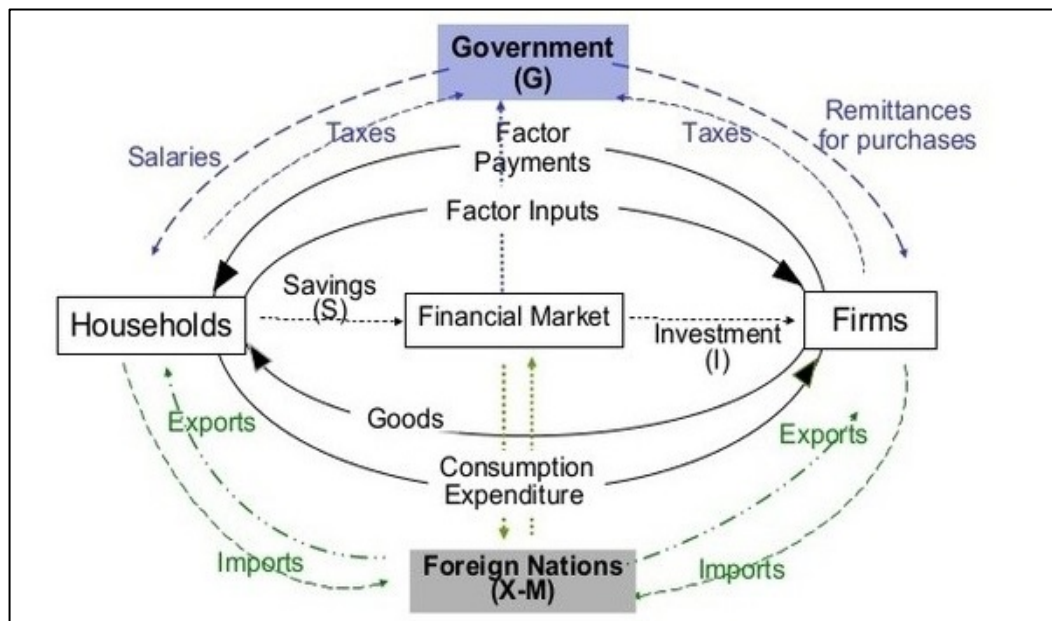 Government
(G)
Salaries
Taxes
Factor
Payments
Taxes
Remittances
for purchases
Factor Inputs
Households
Savings
(S)
Financial Market
Investment
(I)
Firms
Exports
Goods
Exports
Consumption
Expenditure
Imports
Foreign Nations
(X-M)
Imports